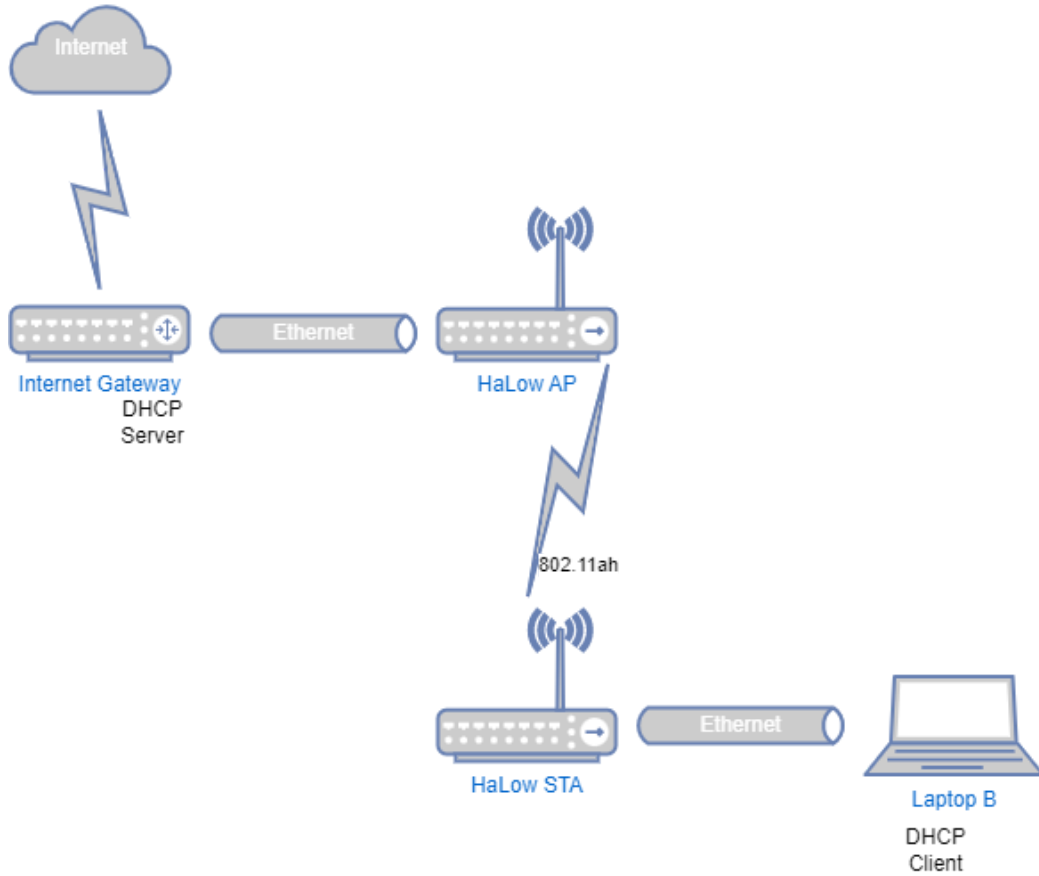 Internet
Ethernet
Internet Gateway
DHCP
Server
HaLow AP
802.11ah
Ethernet
HaLow STA
Laptop B
DHCP
Client